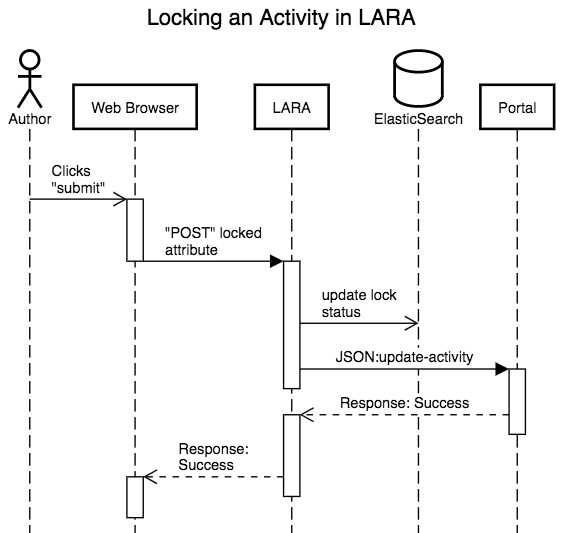 Locking an Activity in LARA
Author
Web Browser
LARA
ElasticSearch
Portal
Clicks
"submit"
"POST" locked
attribute
update lock
status
JSON:update-activity
Response: Success
Response:
Success